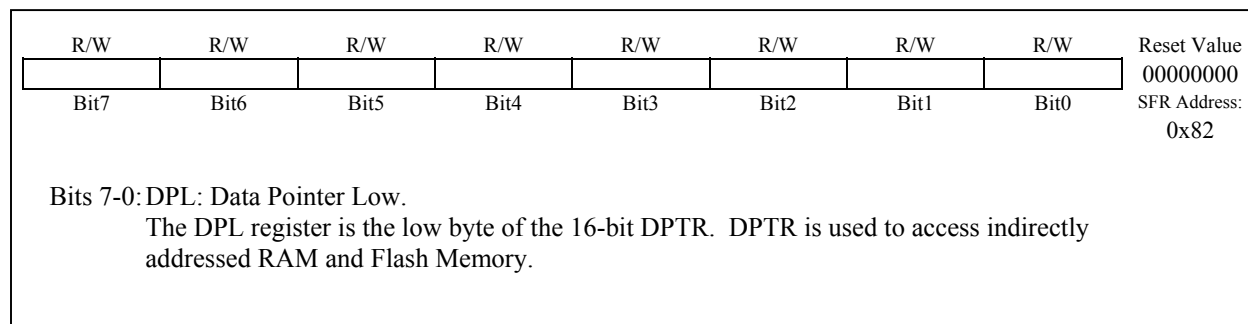 R/W R/W R/W R/W R/W R/W R/W R/W Reset Value
00000000
Bit7 Bit6 Bit5 Bit4 Bit3 Bit2 Bit1 Bit0 SFR Address:
0x82
Bits 7-0: DPL: Data Pointer Low.
The DPL register is the low byte of the 16-bit DPTR. DPTR is used to access indirectly
addressed RAM and Flash Memory.